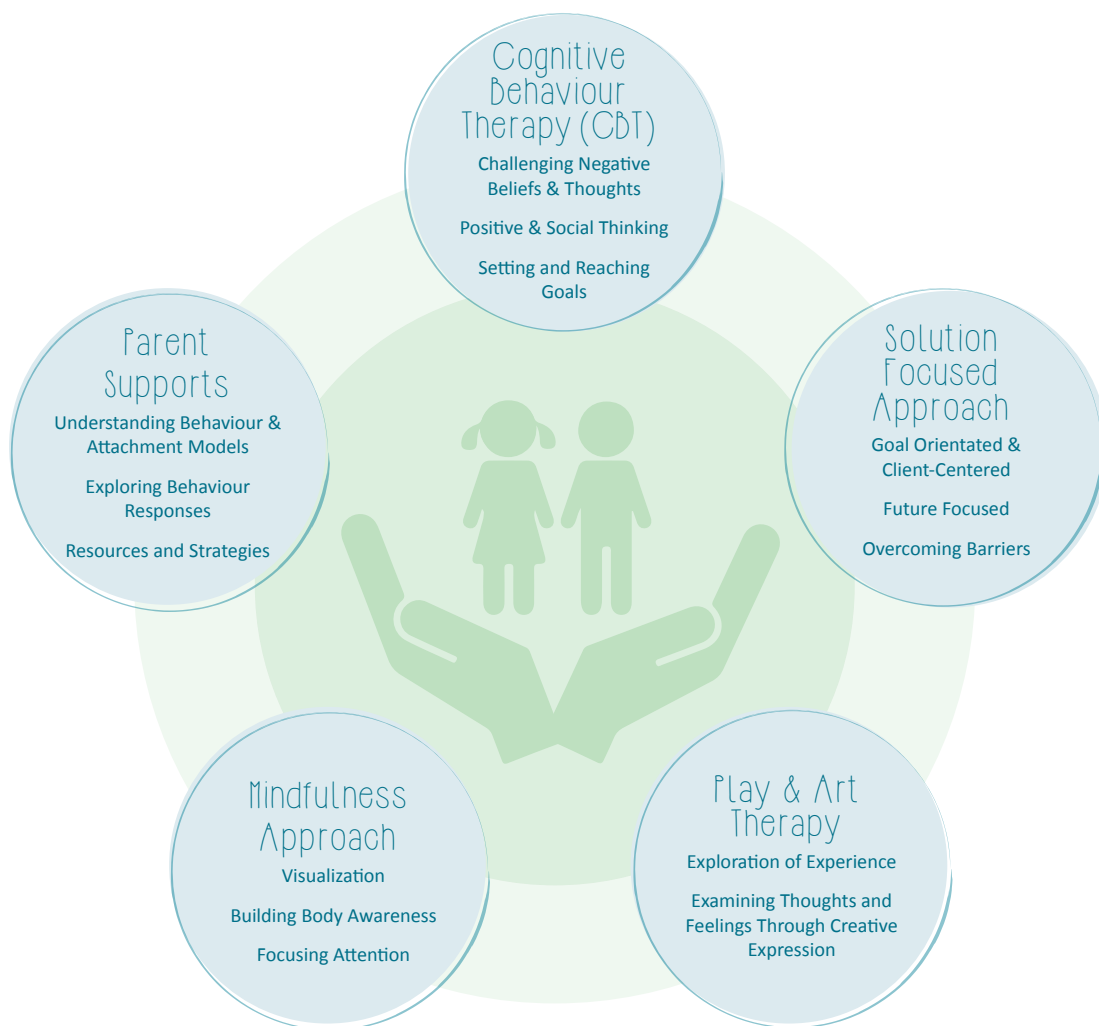 Cognitive
Behaviour
Therapy (CBT)
Challenging Negative
Beliefs & Thoughts
Positive & Social Thinking
Setting and Reaching
Goals
Parent
Supports
Understanding Behaviour &
Attachment Models
Exploring Behaviour
Responses
Resources and Strategies
Solution
Focused
Approach
Goal Orientated &
Client-Centered
Future Focused
Overcoming Barriers
Mindfulness
Approach
Visualization
Building Body Awareness
Focusing Attention
Play & Art
Therapy
Exploration of Experience
Examining Thoughts and
Feelings Through Creative
Expression